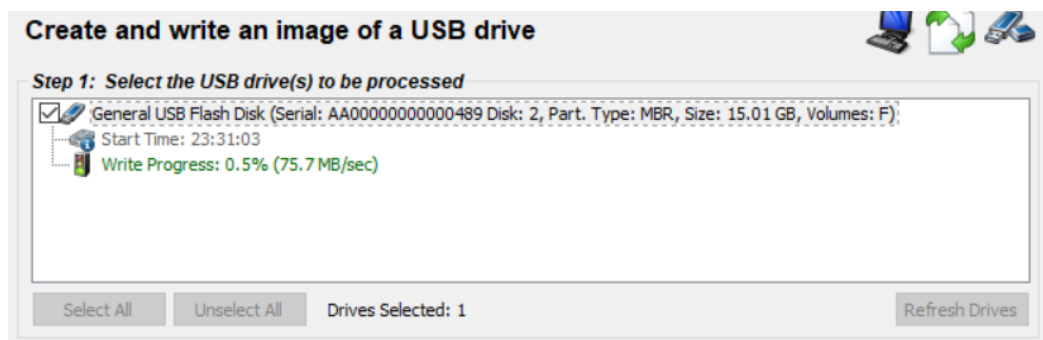 Create and write an image of a USB drive
Step 1: Select the USB drive(s) to be processed
General USB Flash Disk (Serial: AA00000000000489 Disk: 2, Part. Type: MBR, Size: 15.01 GB, Volumes: F)
Start Time: 23:31:03
Write Progress: 0.5% (75.7 MB/sec)
Select All Unselect All Drives Selected: 1 Refresh Drives